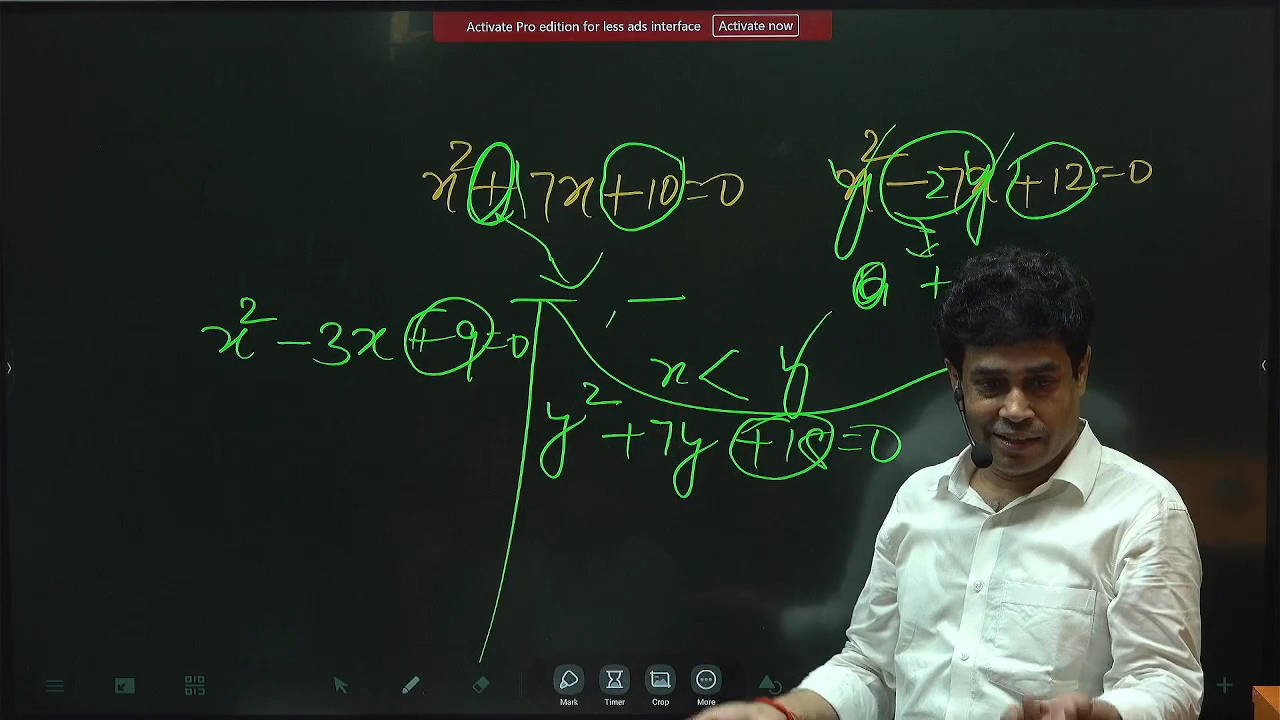 Activate Pro edition for less ads interface Activate now
x² + 7x + 10 = 0
y² - 27y + 12 = 0
+
x² - 3x + 9 = 0
x < y
y² + 7y + 18 = 0
Mark Timer Crop More